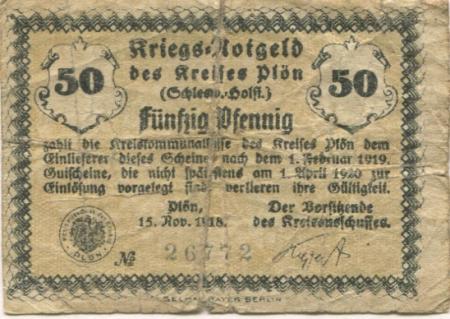 Kriegs-Notgeld
50 des Kreises Plön 50
(Schlesw.-Holst.)
Fünfzig Pfennig
zahlt die Kreiskommunalkasse des Kreises Plön dem
Einlieferer dieses Scheines nach dem 1. Februar 1919.
Gutscheine, die nicht spätestens am 1. April 1920 zur
Einlösung vorgelegt sind, verlieren ihre Gültigkeit.
Plön, Der Vorsitzende
15. Nov. 1918. des Kreisausschusses.
PLÖN
№ 26772
BERLIN